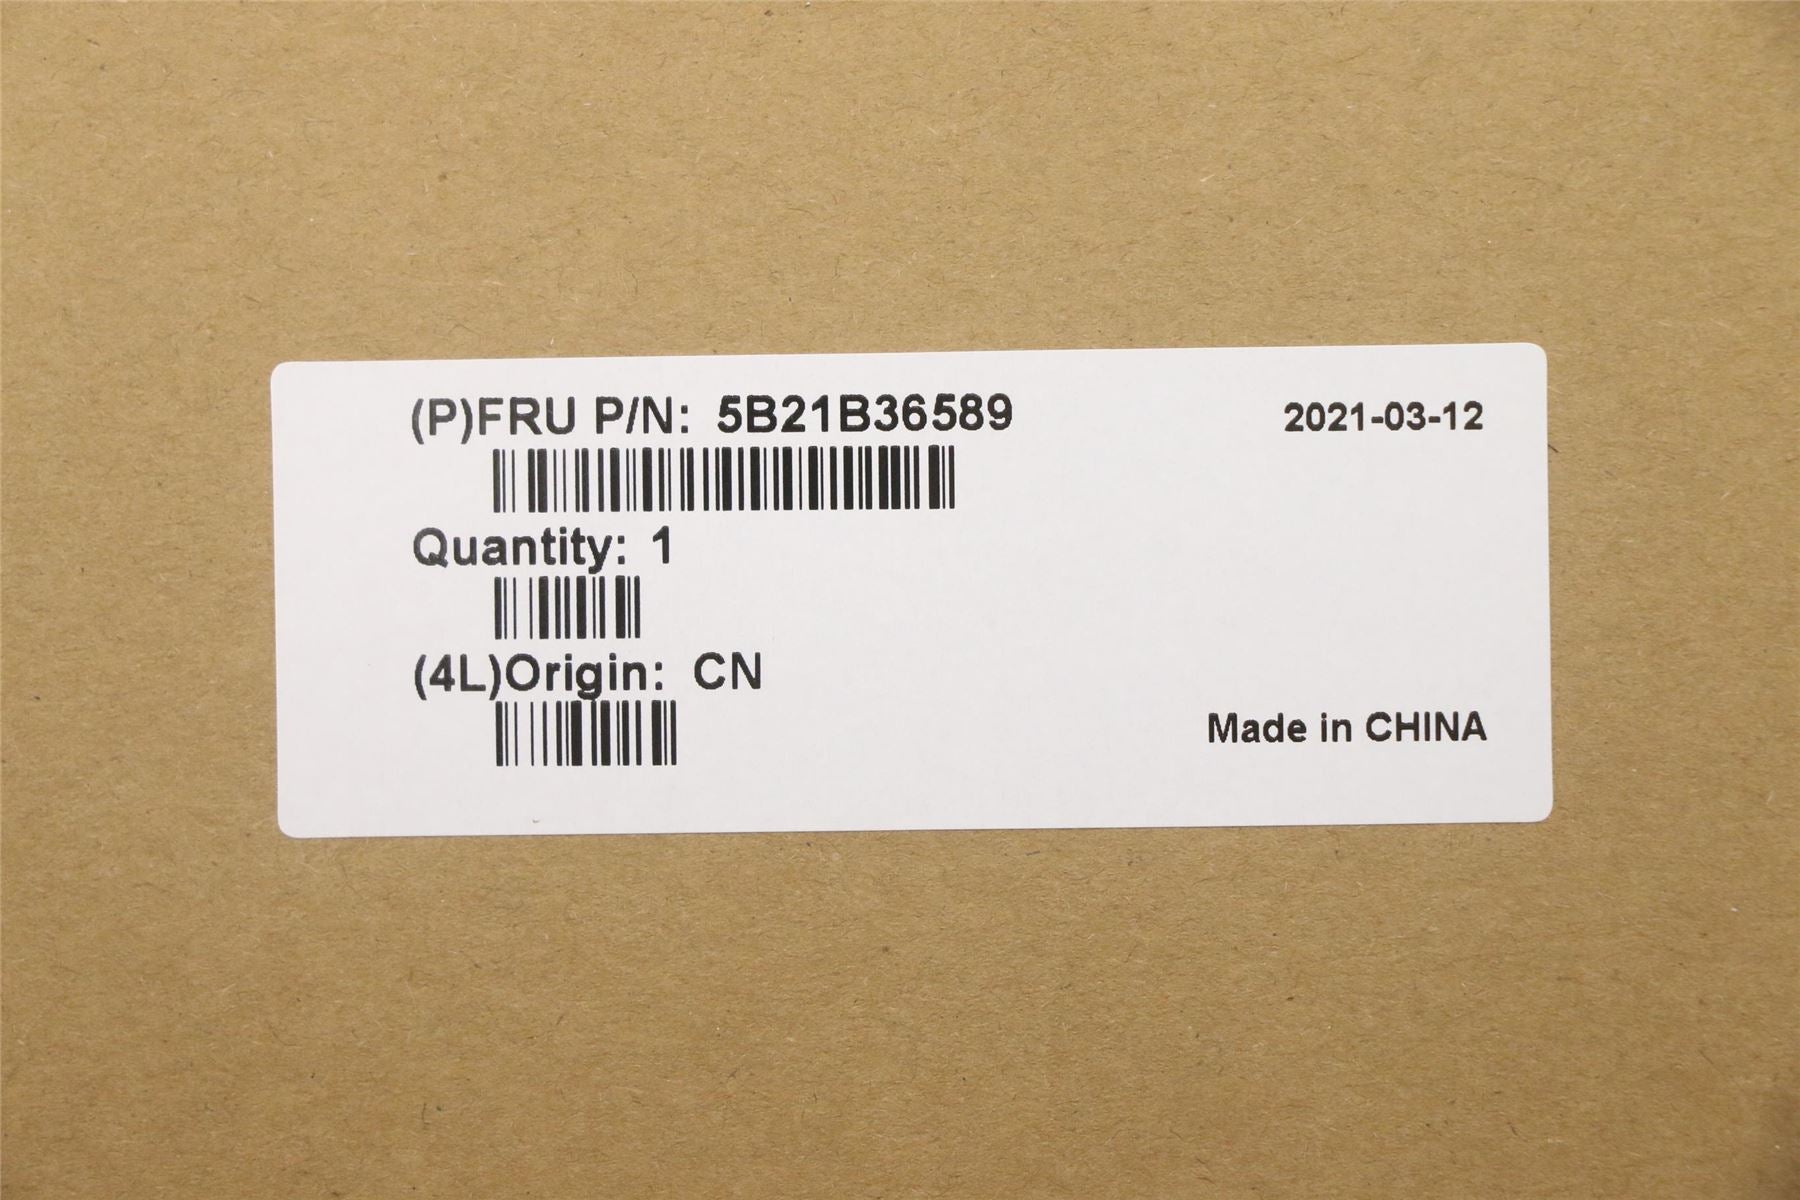 (P)FRU P/N: 5B21B36589
2021-03-12
Quantity: 1
(4L)Origin: CN
Made in CHINA